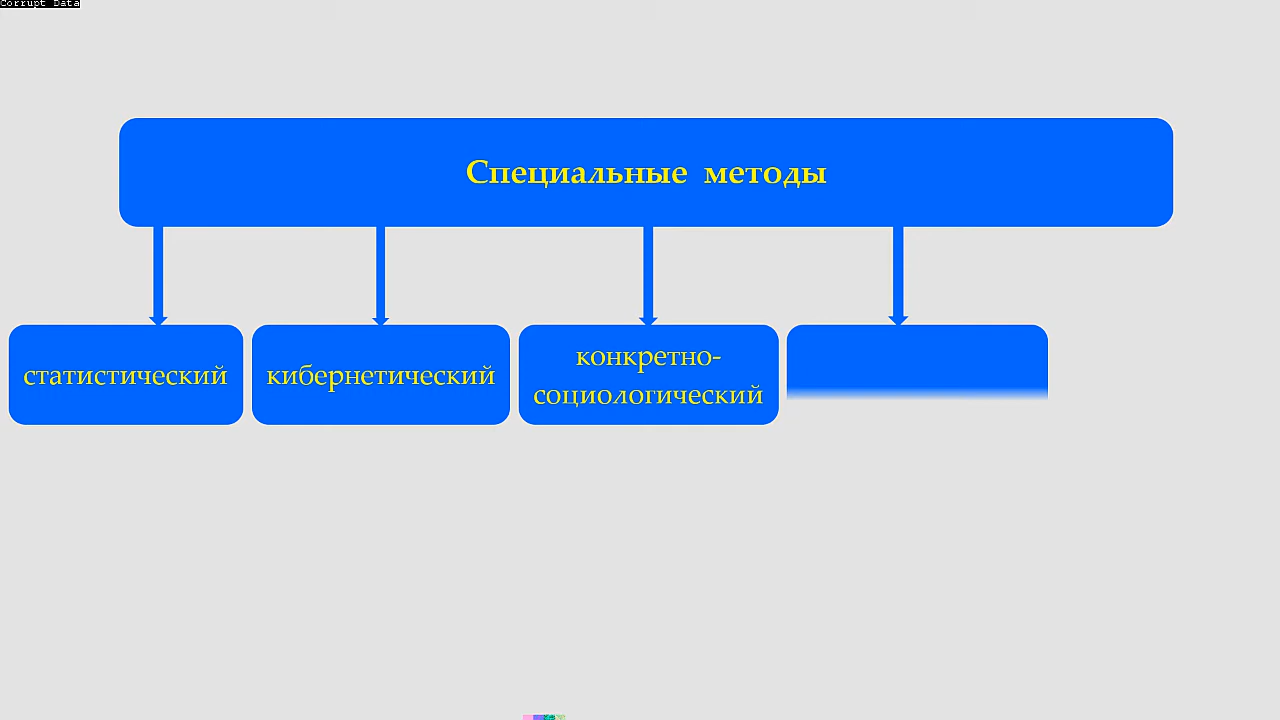 Corrupt Data
Специальные методы
статистический
кибернетический
конкретно-
социологический